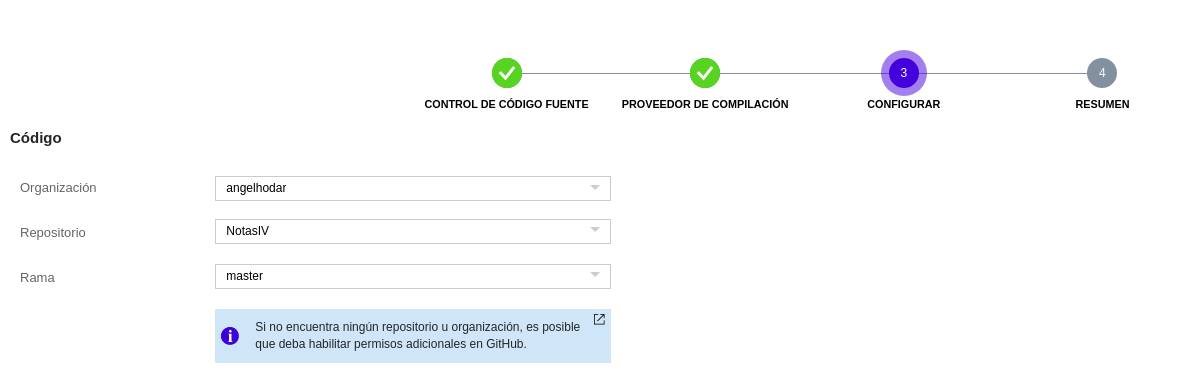 3
4
CONTROL DE CÓDIGO FUENTE
PROVEEDOR DE COMPILACIÓN
CONFIGURAR
RESUMEN
Código
Organización
angelhodar
Repositorio
NotasIV
Rama
master
Si no encuentra ningún repositorio u organización, es posible
que deba habilitar permisos adicionales en GitHub.